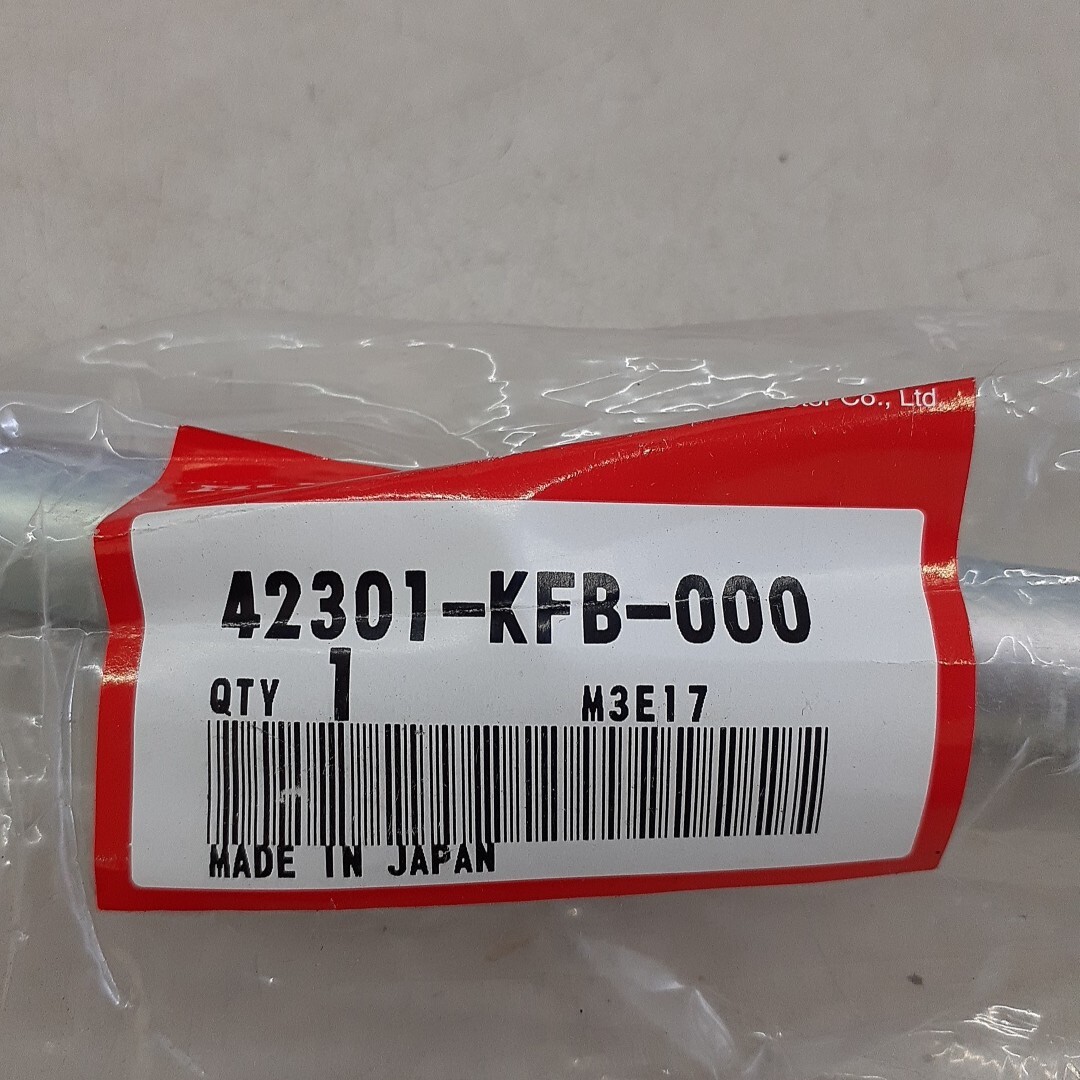 Co., Ltd
42301-KFB-000
QTY 1 M3E17
MADE IN JAPAN